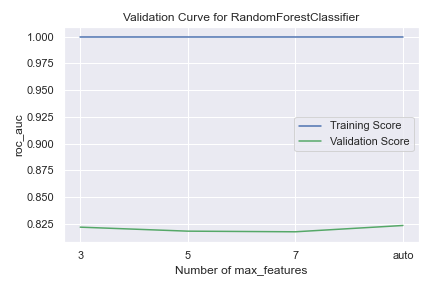 Validation Curve for RandomForestClassifier
1.000
0.975
0.950
0.925
0.900
0.875
0.850
0.825
roc_auc
Training Score
Validation Score
3 5 7 auto
Number of max_features